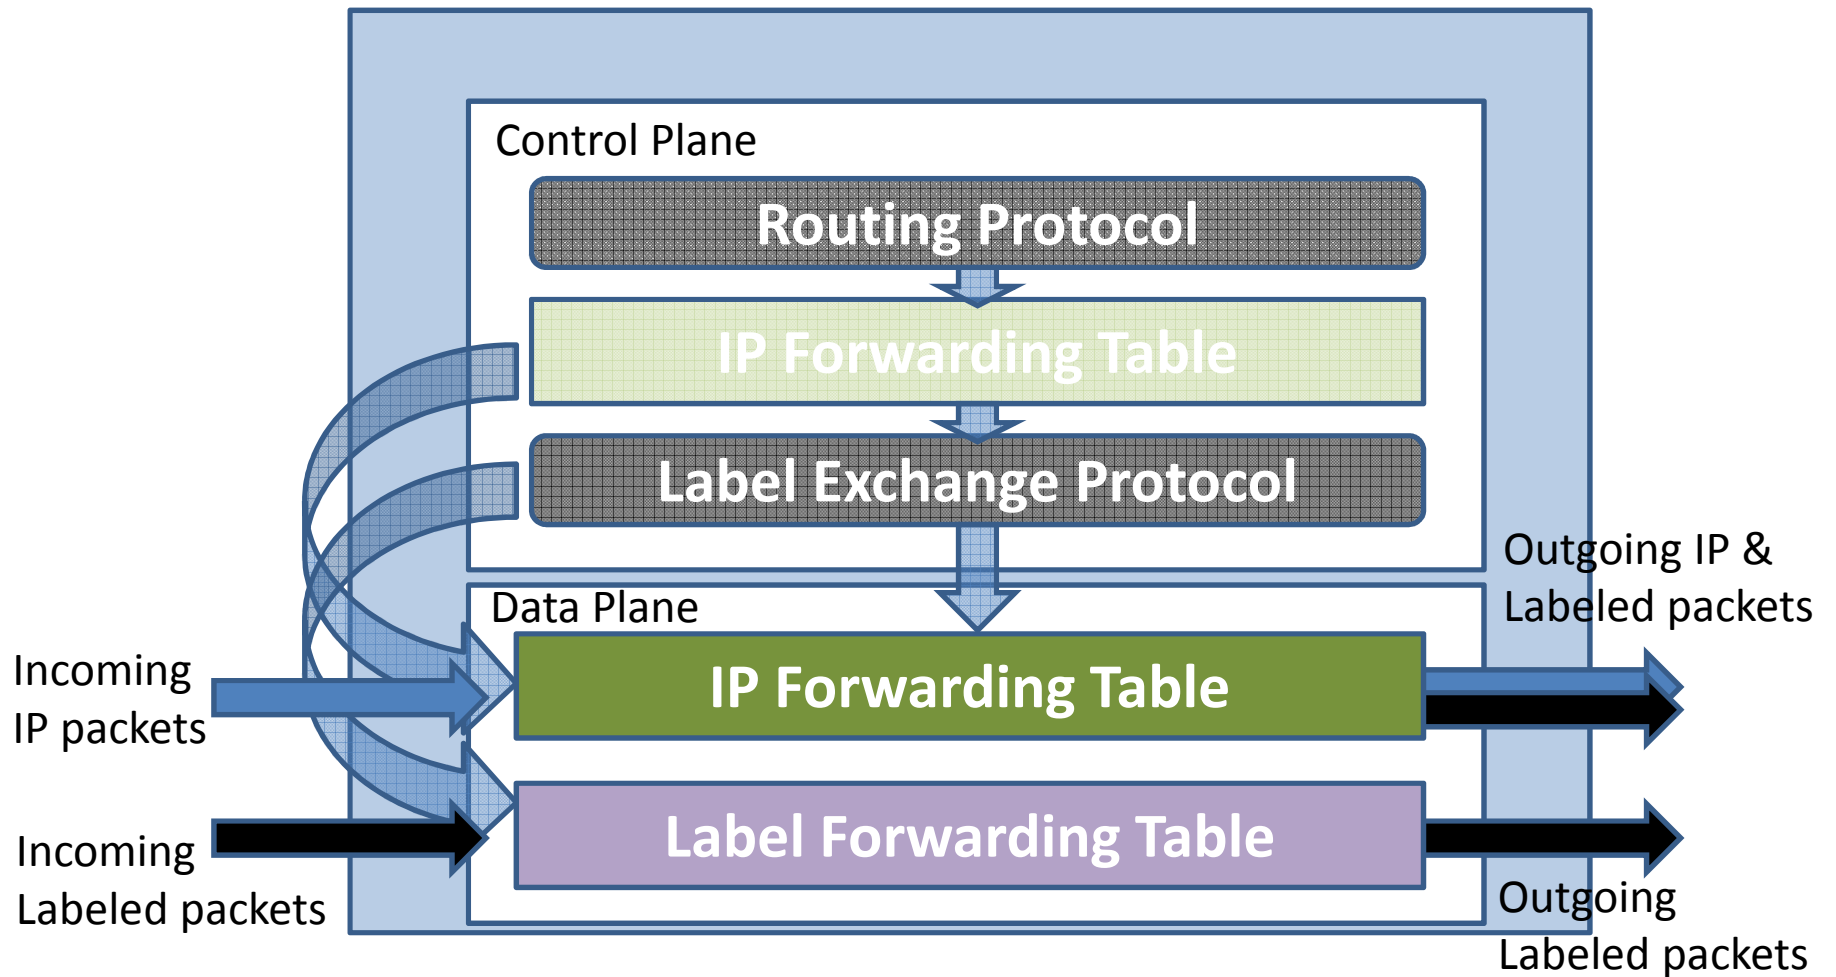 Control Plane
Routing Protocol
IP Forwarding Table
Label Exchange Protocol
Outgoing IP &
Labeled packets
Data Plane
Incoming
IP packets
IP Forwarding Table
Label Forwarding Table
Incoming
Labeled packets
Outgoing
Labeled packets